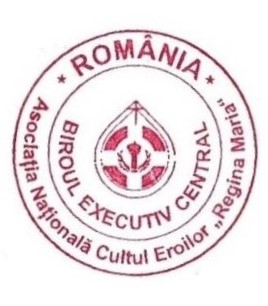 * ROMÂNIA *
Asociația Națională Cultul Eroilor „Regina Maria"
BIROUL EXECUTIV CENTRAL